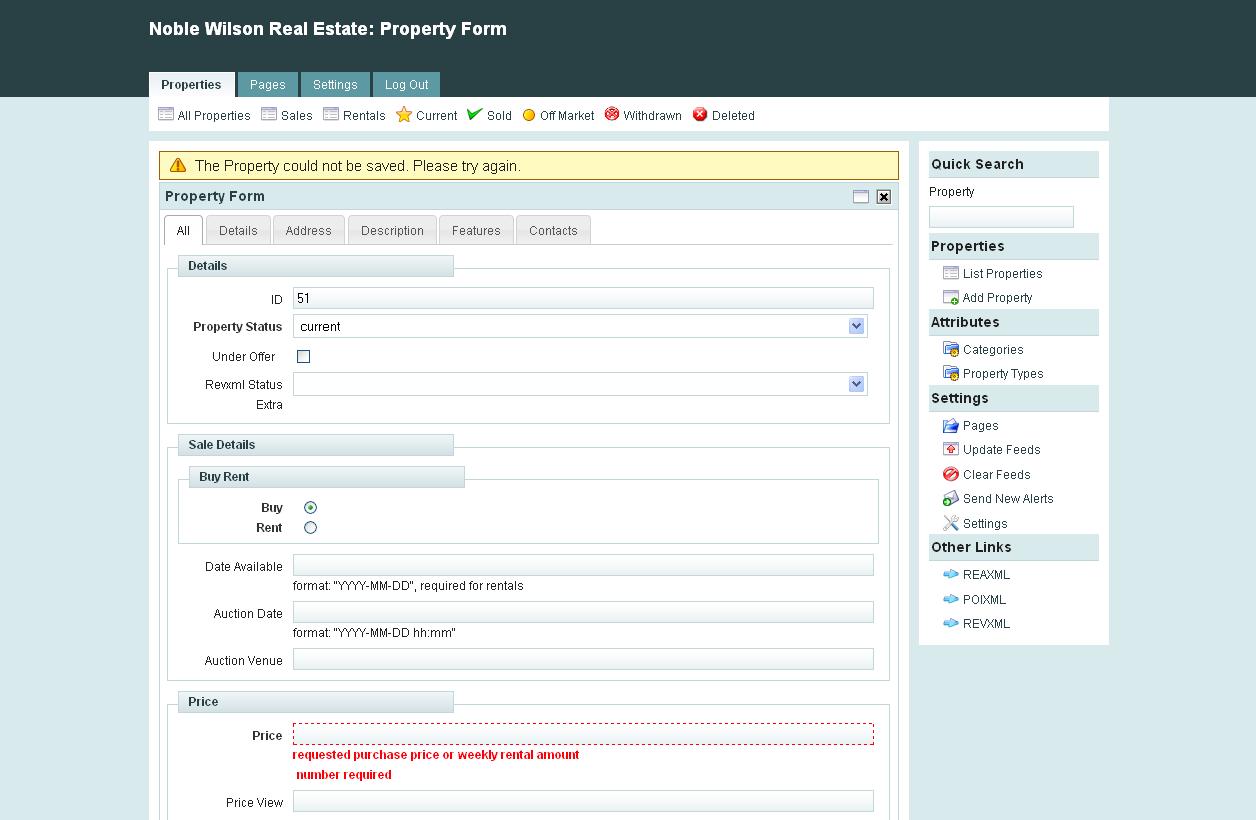 Noble Wilson Real Estate: Property Form
Properties Pages Settings Log Out
All Properties Sales Rentals Current Sold Off Market Withdrawn Deleted
The Property could not be saved. Please try again.
Property Form
All Details Address Description Features Contacts
Details
ID 51
Property Status current
Under Offer
Revxml Status
Extra
Sale Details
Buy Rent
Buy
Rent
Date Available
format: "YYYY-MM-DD", required for rentals
Auction Date
format: "YYYY-MM-DD hh:mm"
Auction Venue
Price
Price
requested purchase price or weekly rental amount
number required
Price View
Quick Search
Property
Properties
List Properties
Add Property
Attributes
Categories
Property Types
Settings
Pages
Update Feeds
Clear Feeds
Send New Alerts
Settings
Other Links
REAXML
POIXML
REVXML